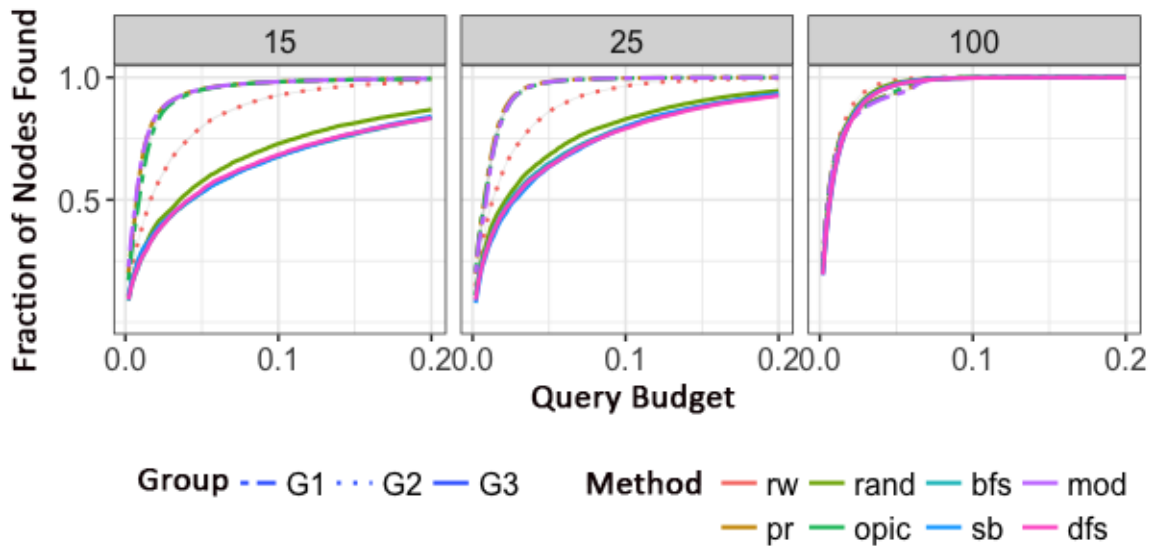 15 25 100
Fraction of Nodes Found
1.0
0.5
0.0 0.1 0.20.0 0.1 0.20.0 0.1 0.2
Query Budget
Group G1 G2 G3 Method rw rand bfs mod
pr opic sb dfs